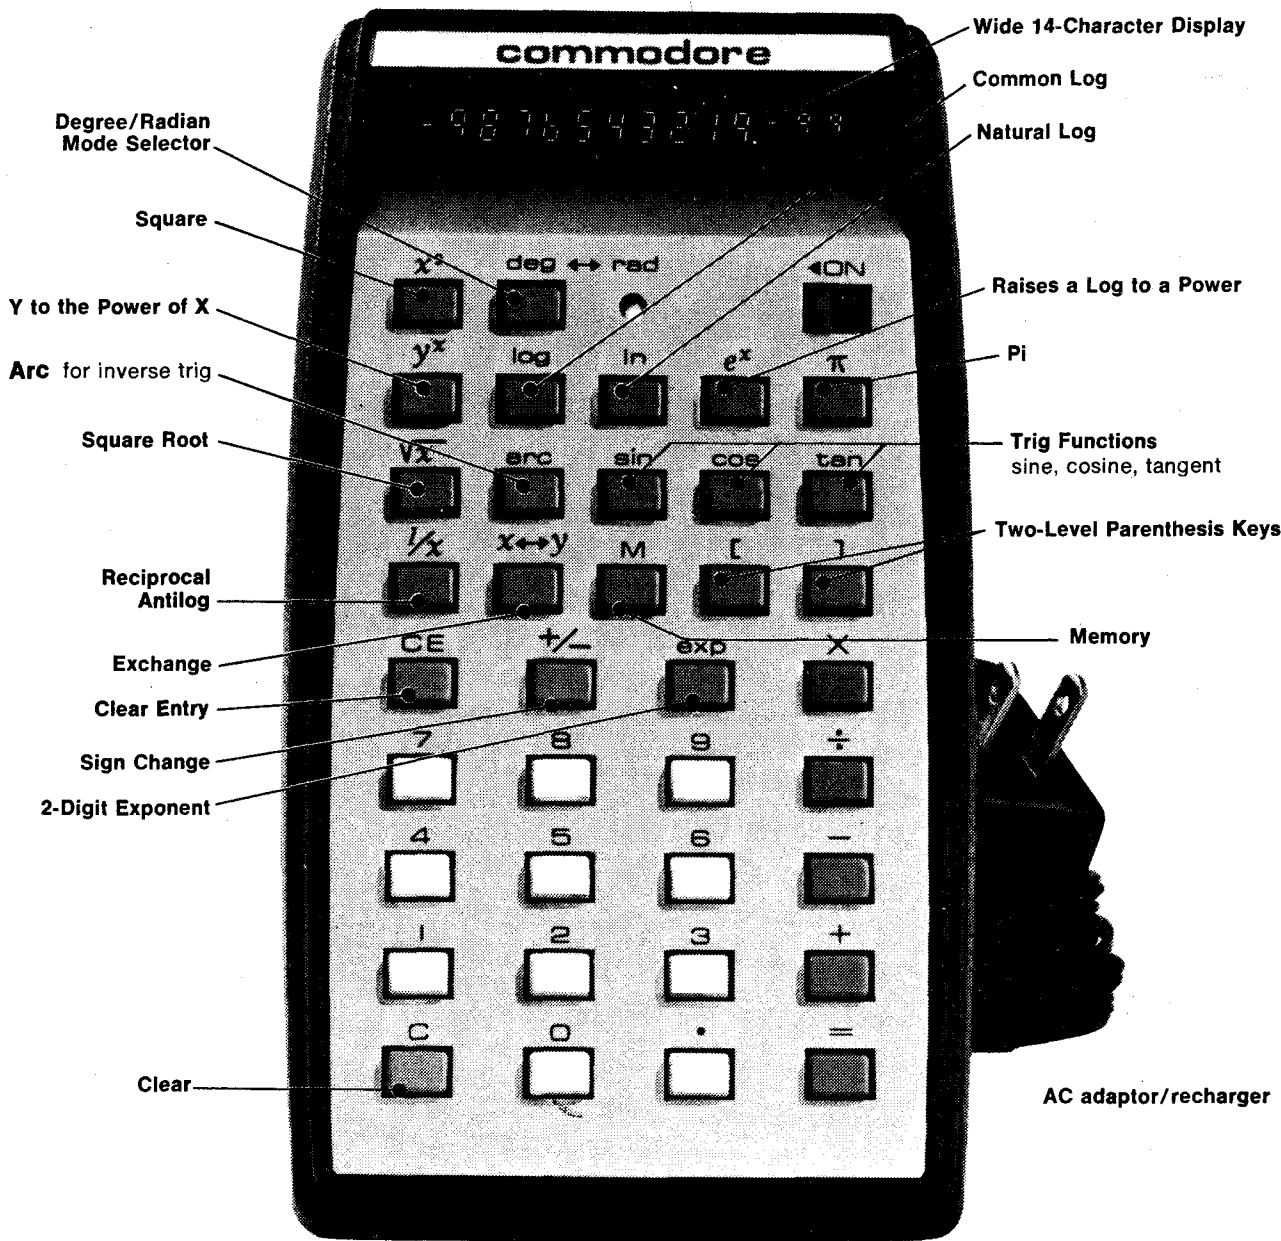 Wide 14-Character Display
commodore
Common Log
-9876543219.-99
Degree/Radian
Mode Selector
Natural Log
Square
x²
deg ↔ rad
◂ON
Raises a Log to a Power
Y to the Power of X
yˣ
log
ln
eˣ
π
Pi
Arc for inverse trig
Square Root
√x
arc
sin
cos
tan
Trig Functions
sine, cosine, tangent
1/x
x↔y
M
[
]
Two-Level Parenthesis Keys
Reciprocal
Antilog
Memory
Exchange
CE
+/−
exp
×
Clear Entry
Sign Change
7
8
9
÷
2-Digit Exponent
4
5
6
−
1
2
3
+
C
0
•
=
Clear
AC adaptor/recharger